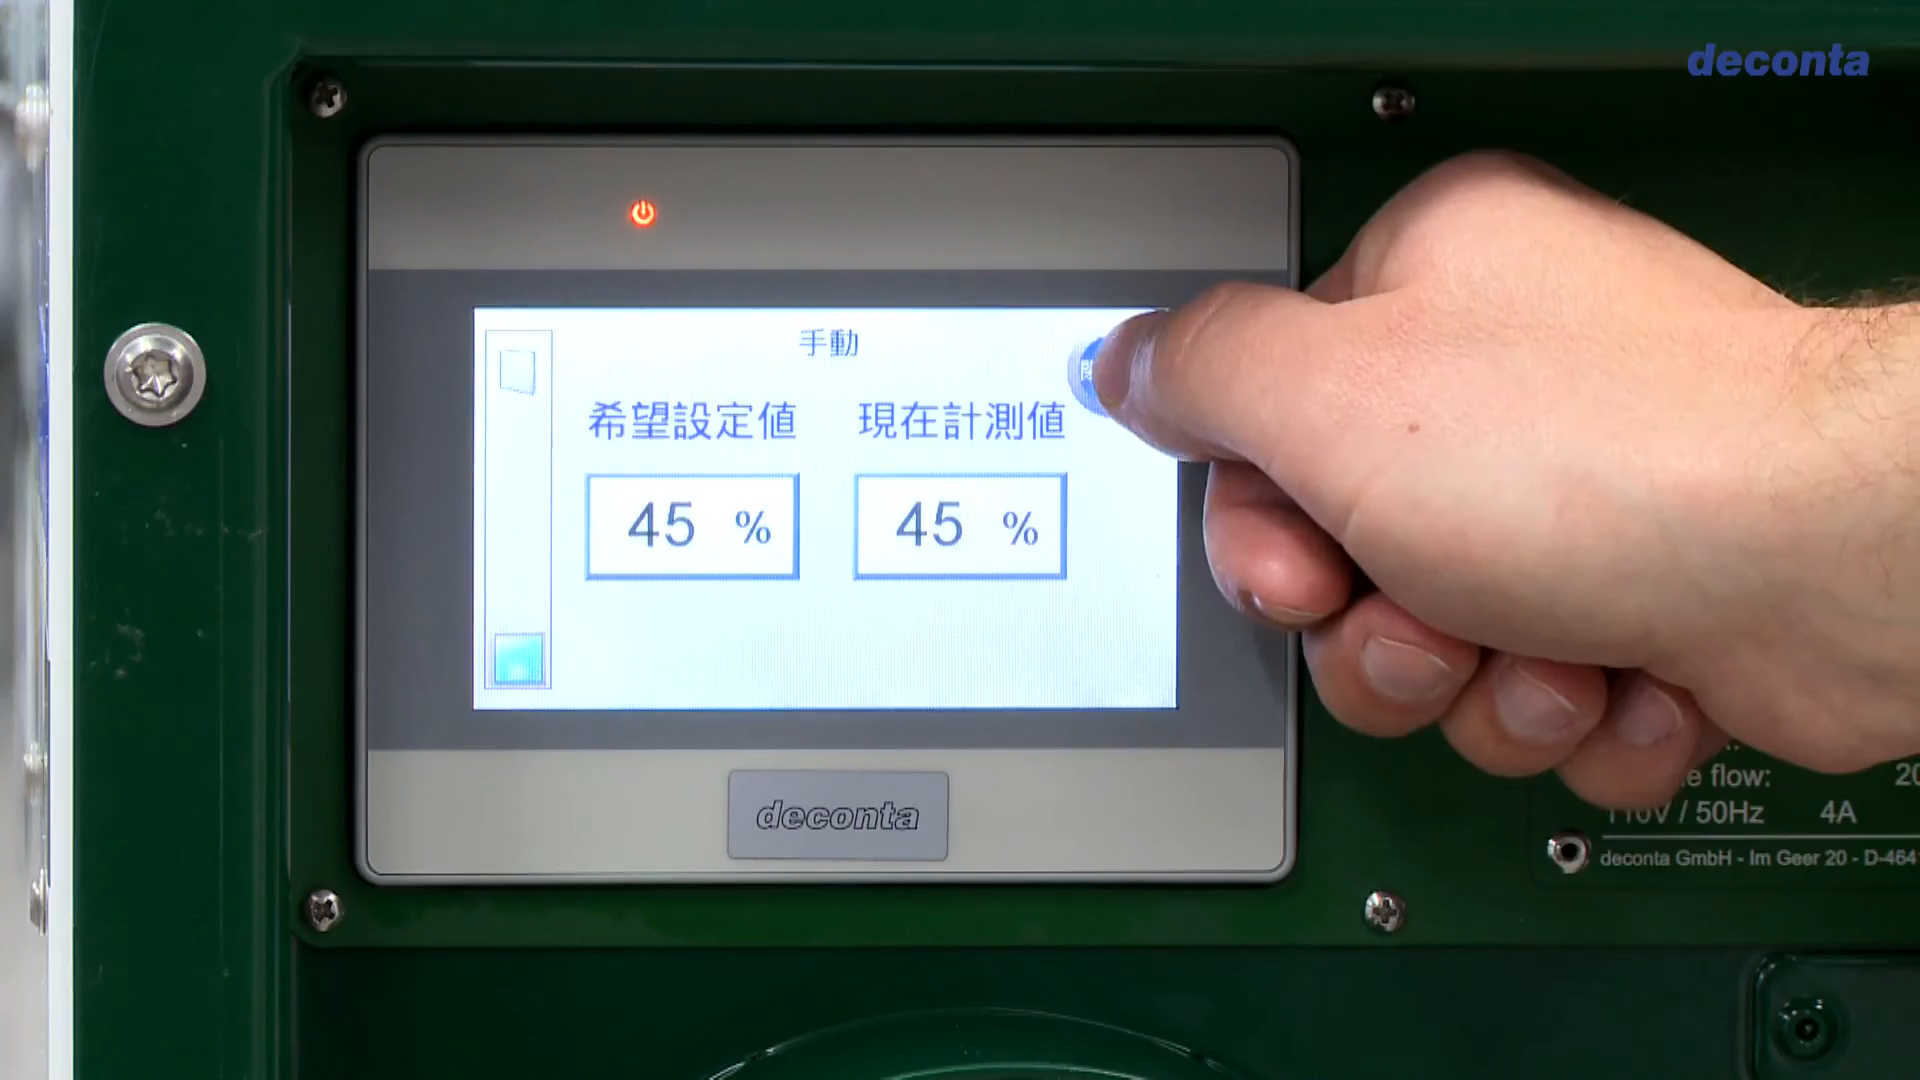 deconta
手動
希望設定値 現在計測値
45 % 45 %
deconta
e flow: 20
110V / 50Hz 4A
deconta GmbH - Im Geer 20 - D-464